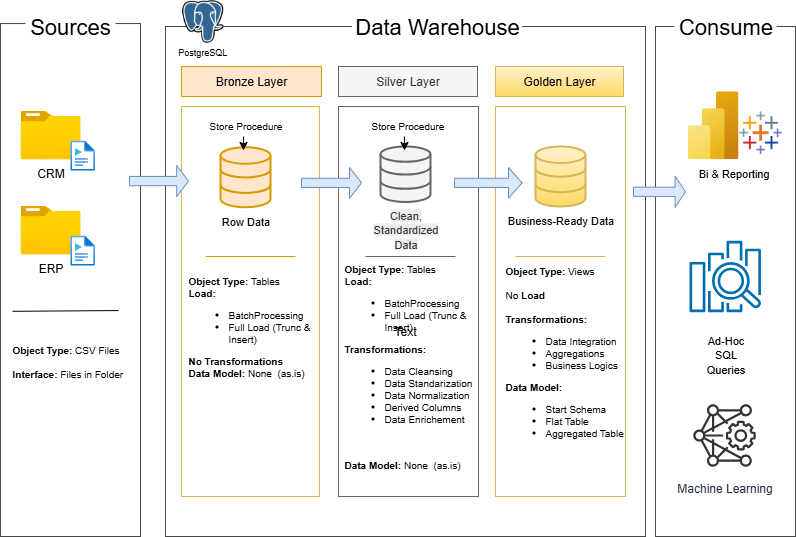 Sources
Data Warehouse
Consume
PostgreSQL
CRM
ERP
Object Type: CSV Files
Interface: Files in Folder
Bronze Layer
Store Procedure
Row Data
Object Type: Tables
Load:
BatchProcessing
Full Load (Trunc &
Insert)
No Transformations
Data Model: None (as.is)
Silver Layer
Store Procedure
Clean,
Standardized
Data
Object Type: Tables
Load:
BatchProcessing
Full Load (Trunc &
Insert)
Text
Transformations:
Data Cleansing
Data Standarization
Data Normalization
Derived Columns
Data Enrichement
Data Model: None (as.is)
Golden Layer
Business-Ready Data
Object Type: Views
No Load
Transformations:
Data Integration
Aggregations
Business Logics
Data Model:
Start Schema
Flat Table
Aggregated Table
Bi & Reporting
Ad-Hoc
SQL
Queries
Machine Learning